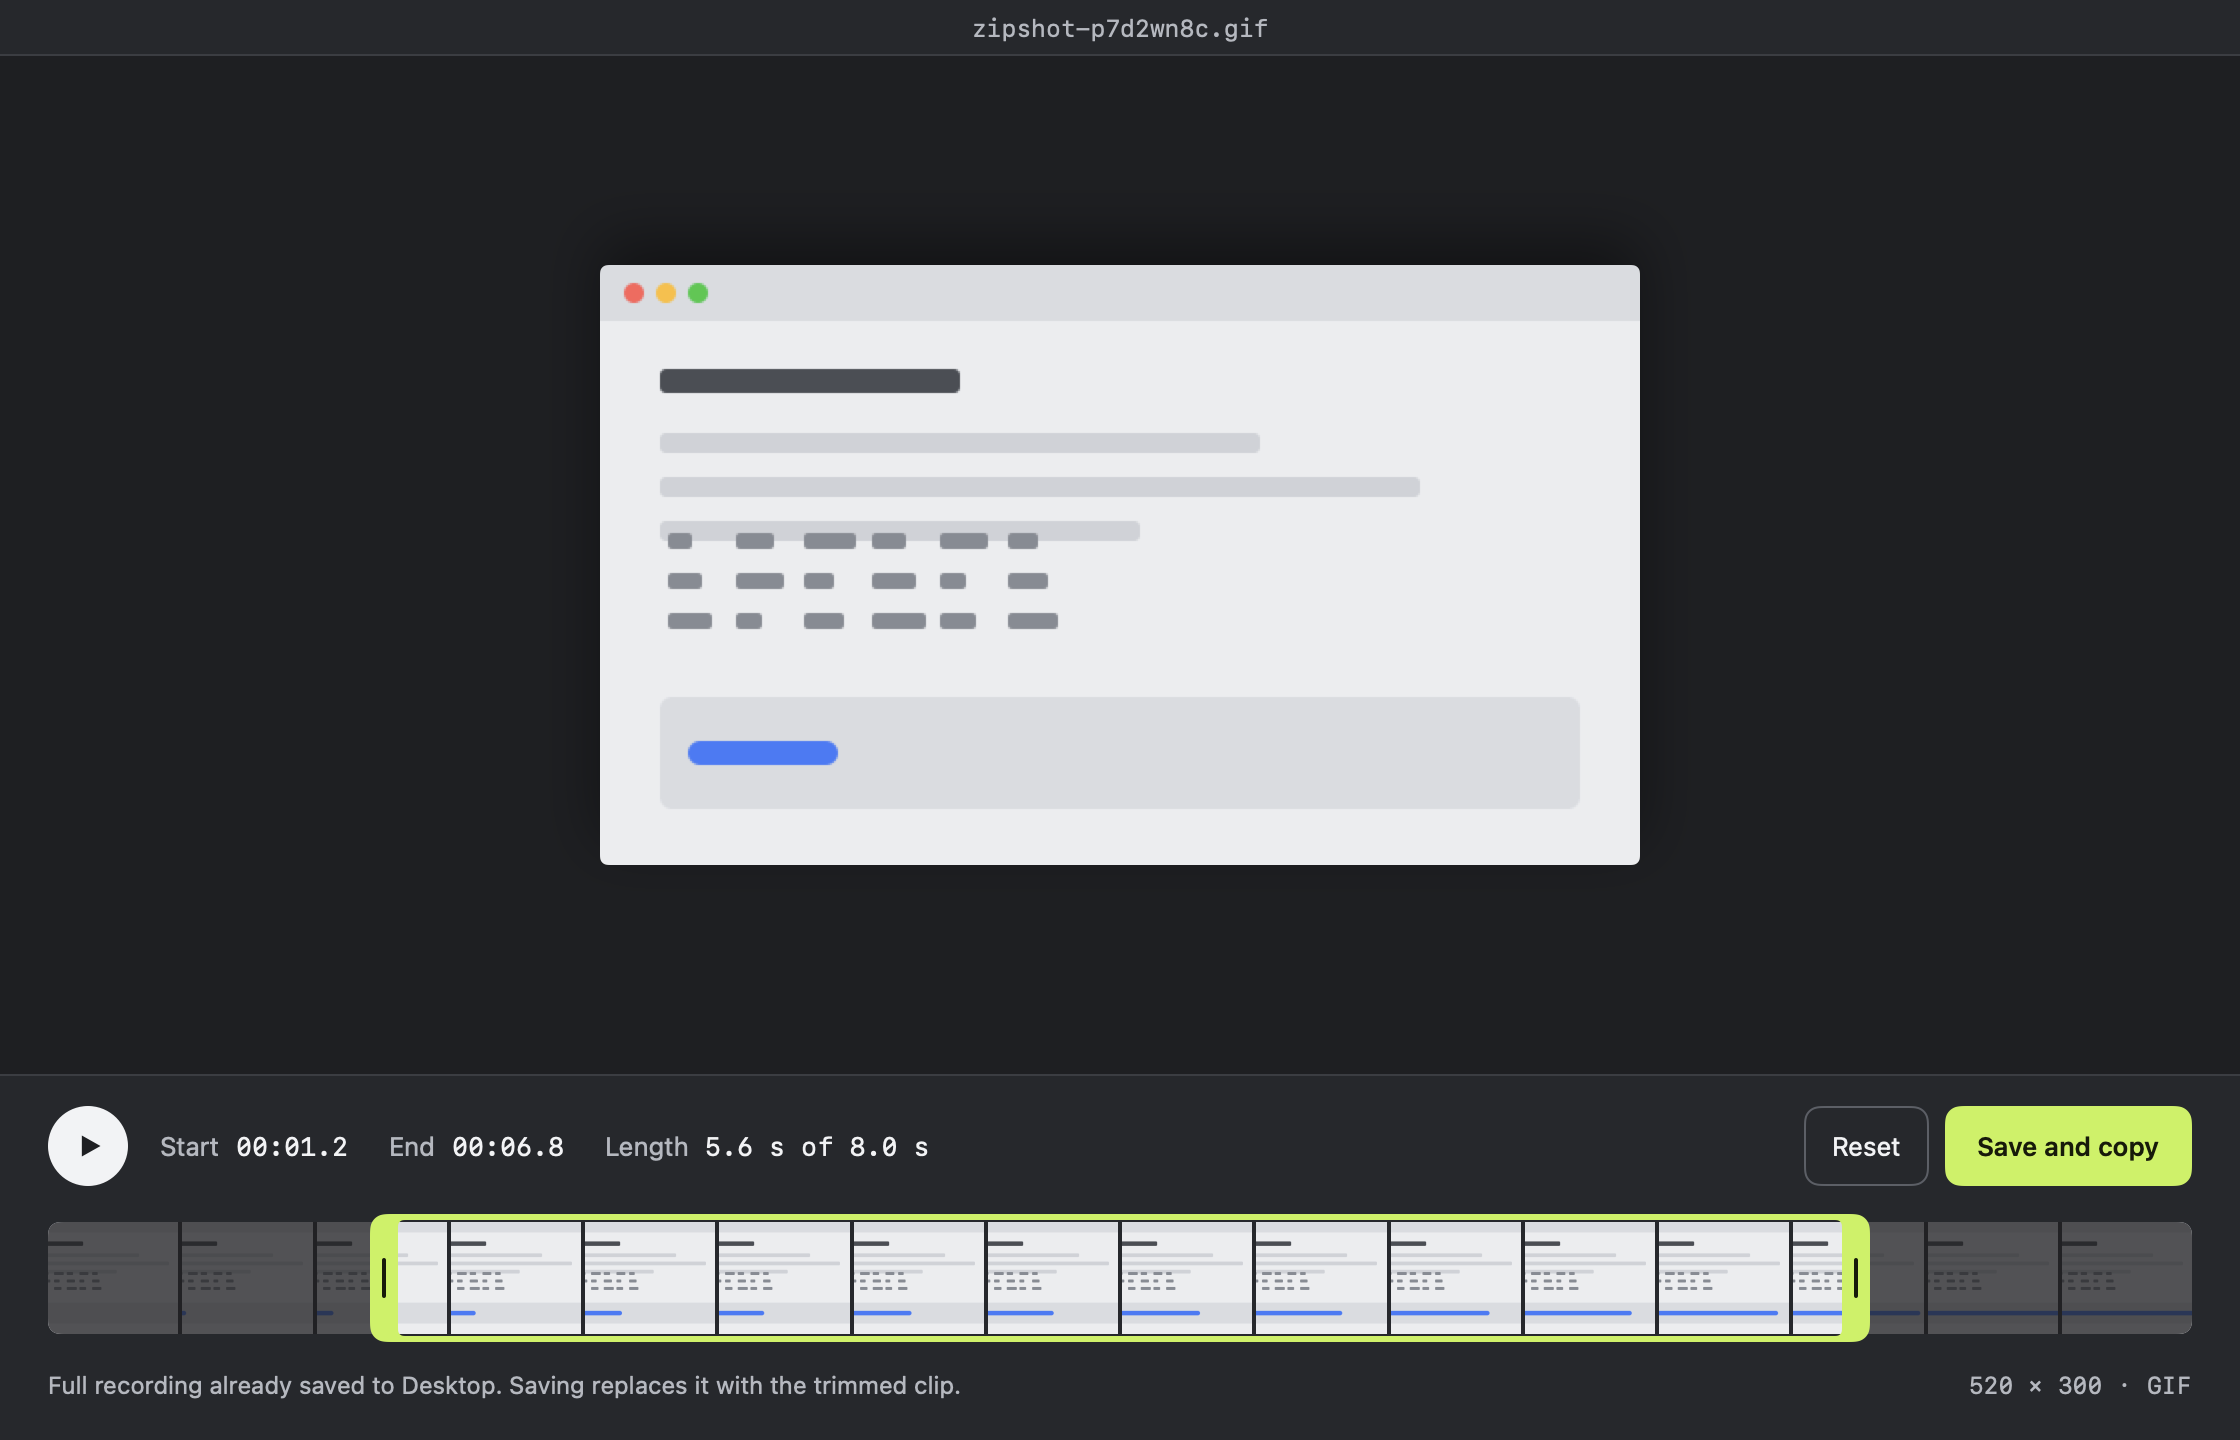 zipshot-p7d2wn8c.gif
Start 00:01.2 End 00:06.8 Length 5.6 s of 8.0 s
Reset
Save and copy
Full recording already saved to Desktop. Saving replaces it with the trimmed clip.
520 × 300 · GIF